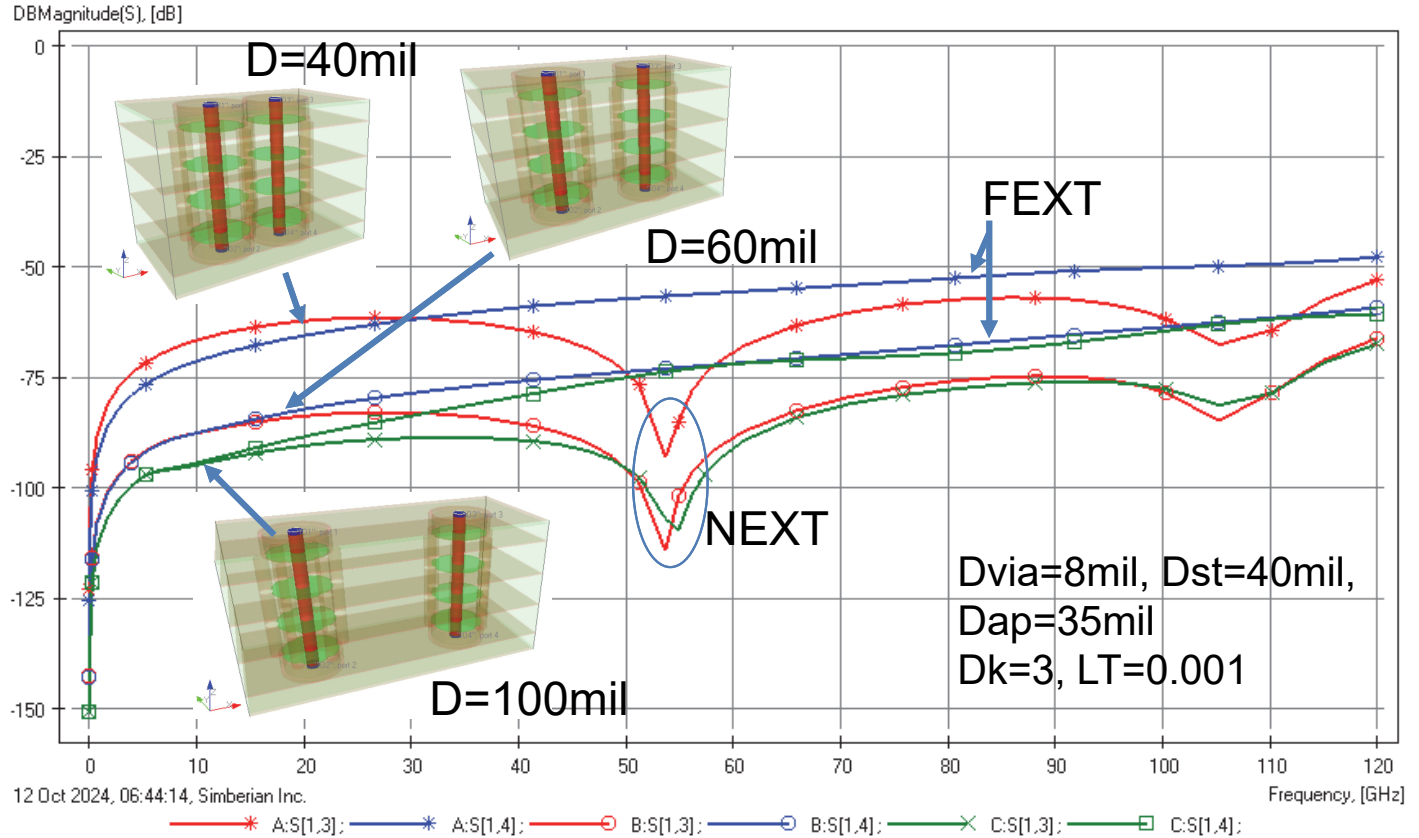 DBMagnitude(S), [dB]
0
-25
-50
-75
-100
-125
-150
D=40mil
D=60mil
FEXT
NEXT
D=100mil
Dvia=8mil, Dst=40mil,
Dap=35mil
Dk=3, LT=0.001
0 10 20 30 40 50 60 70 80 90 100 110 120
12 Oct 2024, 06:44:14, Simberian Inc.
Frequency, [GHz]
A:S[1,3]; A:S[1,4]; B:S[1,3]; B:S[1,4]; C:S[1,3]; C:S[1,4];